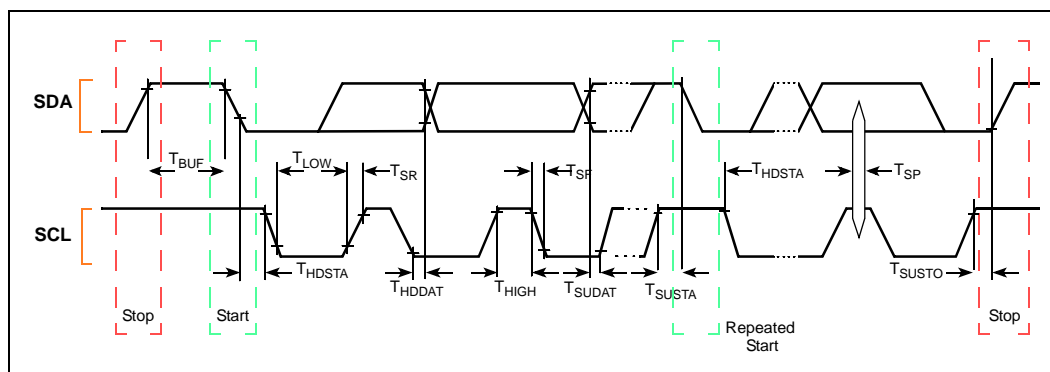 SDA
TBUF
TLOW
TSR
TSF
THDSTA
TSP
SCL
THDSTA
THDDAT
THIGH
TSUDAT
TSUSTA
TSUSTO
Stop
Start
Repeated
Start
Stop